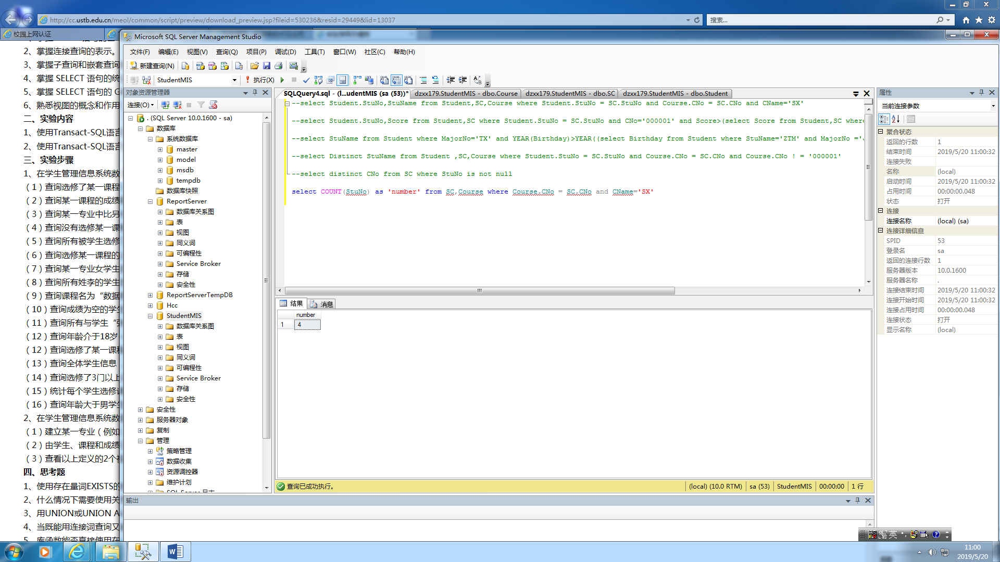 http://cc.ustb.edu.cn/meol/common/script/preview/download_preview.jsp?fileid=530236&resid=29449&lid=13037
搜索...
校园上网认证
2、掌握连接查询的表示。
3、掌握子查询和嵌套查询
4、掌握 SELECT 语句的统
5、掌握 SELECT 语句的 G
6、熟悉视图的概念和作用
二、实验内容
1、使用Transact-SQL语言
2、使用Transact-SQL语言
三、实验步骤
1、在学生管理信息系统数
（1）查询选修了某一课程
（2）查询某一课程的成绩
（3）查询某一专业中比另
（4）查询没有选修某一课
（5）查询所有被学生选修
（6）查询选修某一课程的
（7）查询某一专业女学生
（8）查询所有姓李的学生
（9）查询课程名为“数据
（10）查询成绩为空的学生
（11）查询所有与学生“张
（12）查询年龄介于18岁
（12）查询选修了某一课程
（13）查询全体学生信息
（14）查询选修了3门以上
（15）统计每个学生选修课
（16）查询年龄大于男学生
2、在学生管理信息系统数
（1）建立某一专业（例如
（2）由学生、课程和成绩
（3）查看以上定义的2个视
四、思考题
1、使用存在量词EXISTS的
2、什么情况下需要使用关
3、用UNION或UNION A
4、当既能用连接词查询又
5、库函数能否直接使用在
Microsoft SQL Server Management Studio
文件(F) 编辑(E) 视图(V) 查询(Q) 项目(P) 调试(D) 工具(T) 窗口(W) 社区(C) 帮助(H)
新建查询(N)
StudentMIS 执行(X)
对象资源管理器
连接(O)
. (SQL Server 10.0.1600 - sa)
数据库
系统数据库
master
model
msdb
tempdb
数据库快照
ReportServer
数据库关系图
表
视图
同义词
可编程性
Service Broker
存储
安全性
ReportServerTempDB
Hcc
StudentMIS
数据库关系图
表
视图
同义词
可编程性
Service Broker
存储
安全性
安全性
服务器对象
复制
管理
策略管理
数据收集
资源调控器
维护计划
SQL Server 日志
SQLQuery4.sql - (l...udentMIS (sa (53))* dzxx179.StudentMIS - dbo.Course dzxx179.StudentMIS - dbo.SC dzxx179.StudentMIS - dbo.Student
--select Student.StuNo,StuName from Student,SC,Course where Student.StuNo = SC.StuNo and Course.CNo = SC.CNo and CName='SX'
--select Student.StuNo,Score from Student,SC where Student.StuNo = SC.StuNo and CNo='000001' and Score>(select Score from Student,SC wher
--select StuName from Student where MajorNo='TX' and YEAR(Birthday)>YEAR((select Birthday from Student where StuName='ZTM' and MajorNo ='
--select Distinct StuName from Student ,SC,Course where Student.StuNo = SC.StuNo and Course.CNo = SC.CNo and Course.CNo ! = '000001'
--select distinct CNo from SC where StuNo is not null
select COUNT(StuNo) as 'number' from SC,Course where Course.CNo = SC.CNo and CName='SX'
结果 消息
number
1 4
查询已成功执行。 (local) (10.0 RTM) sa (53) StudentMIS 00:00:00 1 行
输出
属性
当前连接参数
聚合状态
返回的行数 1
结束时间 2019/5/20 11:00:32
连接失败
名称 (local)
启动时间 2019/5/20 11:00:32
占用时间 00:00:00.048
状态 打开
连接
连接名称 (local) (sa)
连接详细信息
SPID 53
登录名 sa
返回的连接行数 1
服务器版本 10.0.1600
服务器名称 .
连接结束时间 2019/5/20 11:00:32
连接开始时间 2019/5/20 11:00:32
连接占用时间 00:00:00.048
连接状态 打开
显示名称 (local)
英
11:00
2019/5/20